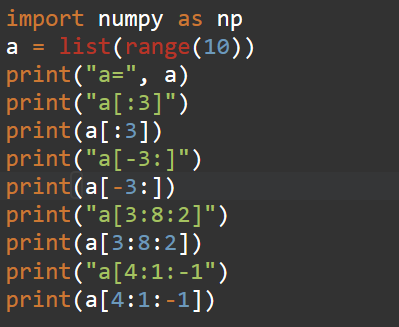 import numpy as np
a = list(range(10))
print("a=", a)
print("a[:3]")
print(a[:3])
print("a[-3:]")
print(a[-3:])
print("a[3:8:2]")
print(a[3:8:2])
print("a[4:1:-1")
print(a[4:1:-1])